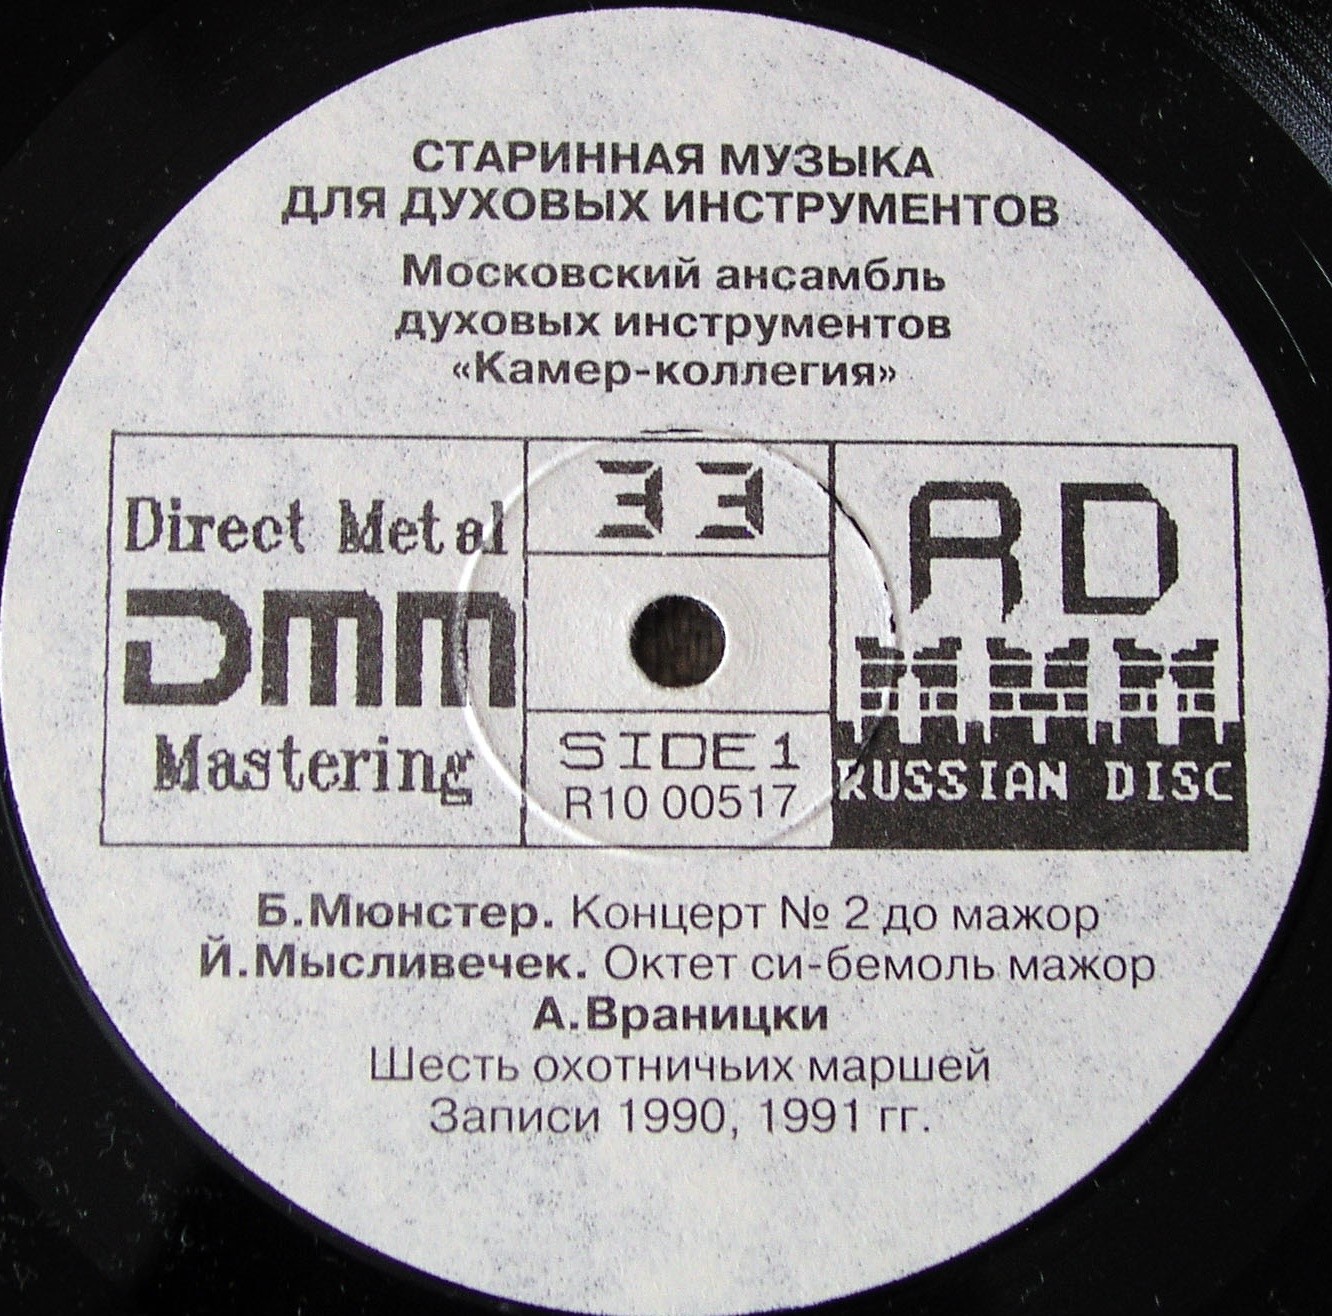 СТАРИННАЯ МУЗЫКА
ДЛЯ ДУХОВЫХ ИНСТРУМЕНТОВ
Московский ансамбль
духовых инструментов
«Камер-коллегия»
Direct Metal
DMM
Mastering
33
SIDE 1
R10 00517
RD
RUSSIAN DISC
Б.Мюнстер. Концерт № 2 до мажор
Й.Мысливечек. Октет си-бемоль мажор
А.Враницки
Шесть охотничьих маршей
Записи 1990, 1991 гг.